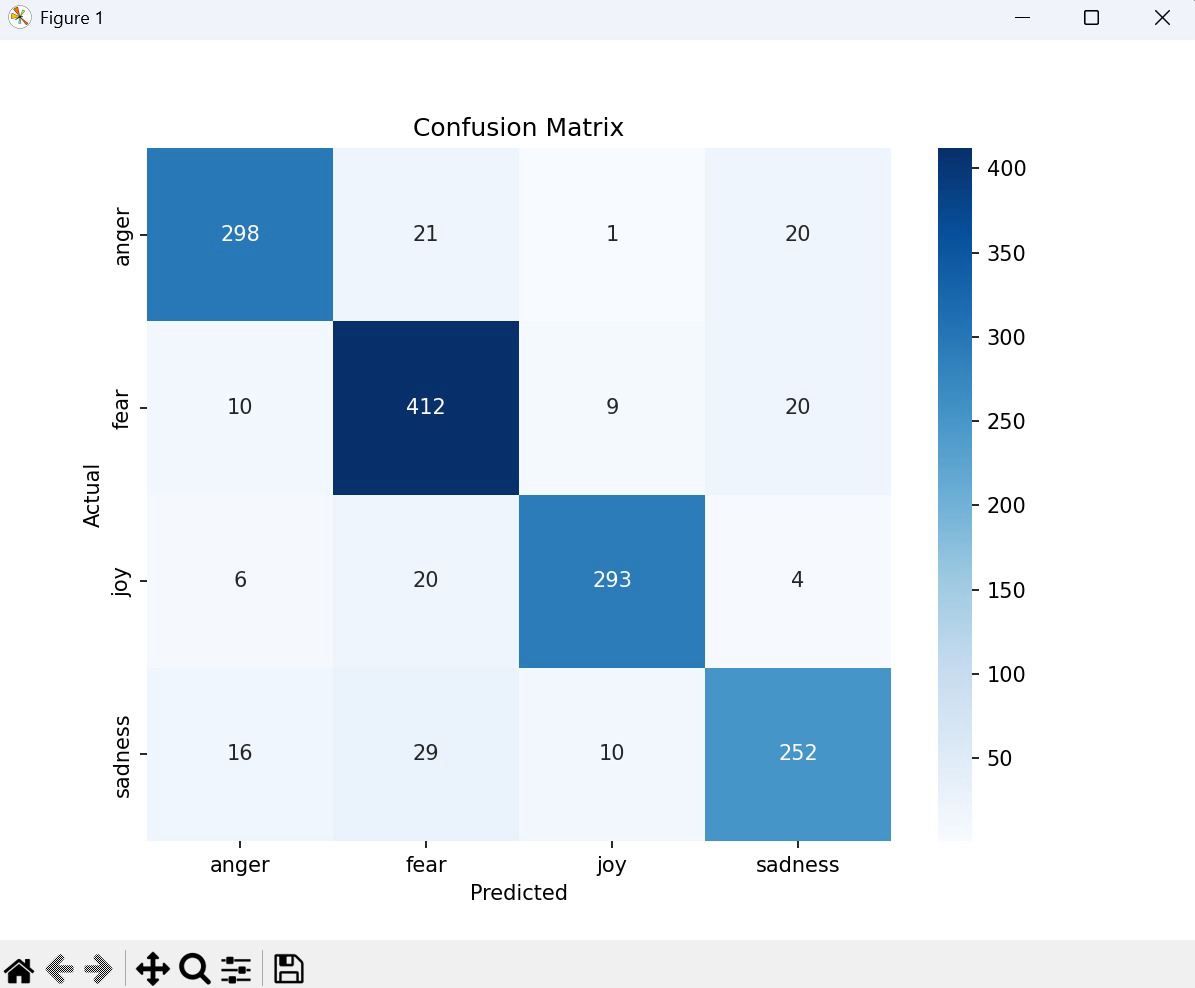 Figure 1
Confusion Matrix
anger 298 21 1 20
fear 10 412 9 20
joy 6 20 293 4
sadness 16 29 10 252
Actual
anger fear joy sadness
Predicted
400
350
300
250
200
150
100
50